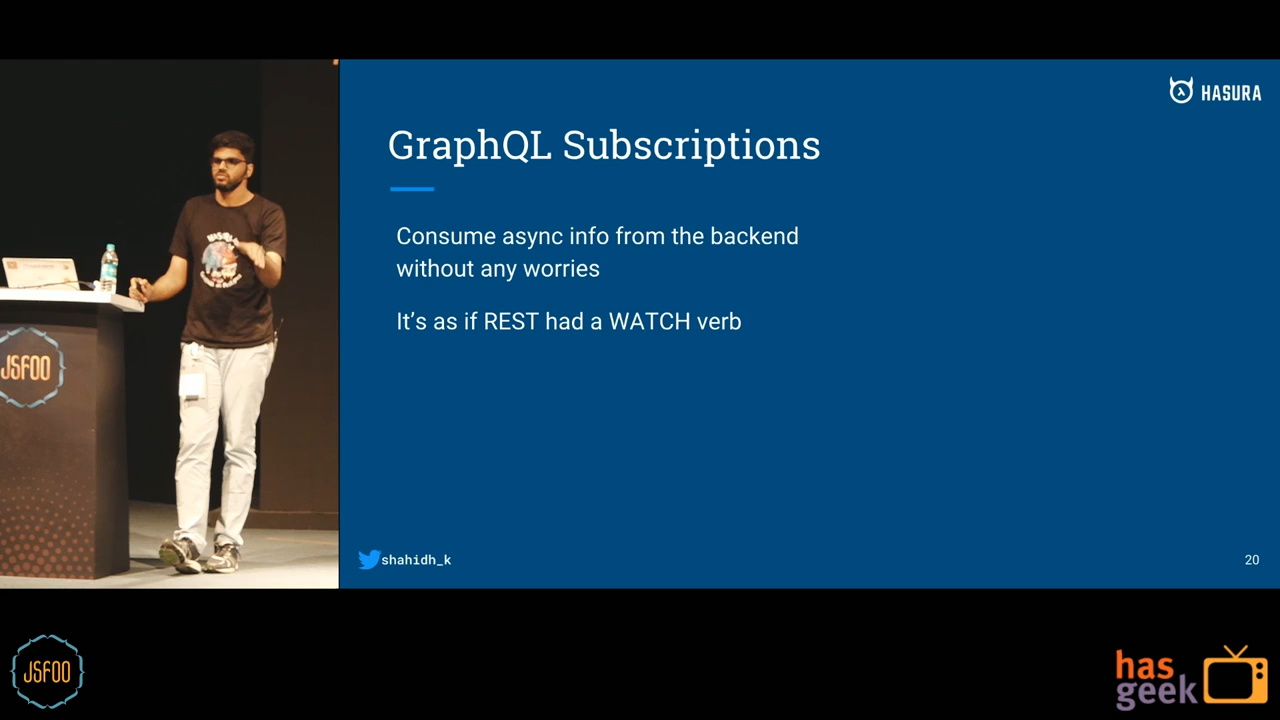 HASURA
GraphQL Subscriptions
Consume async info from the backend
without any worries
It’s as if REST had a WATCH verb
JSFOO
shahidh_k
20
JSFOO
has
geek